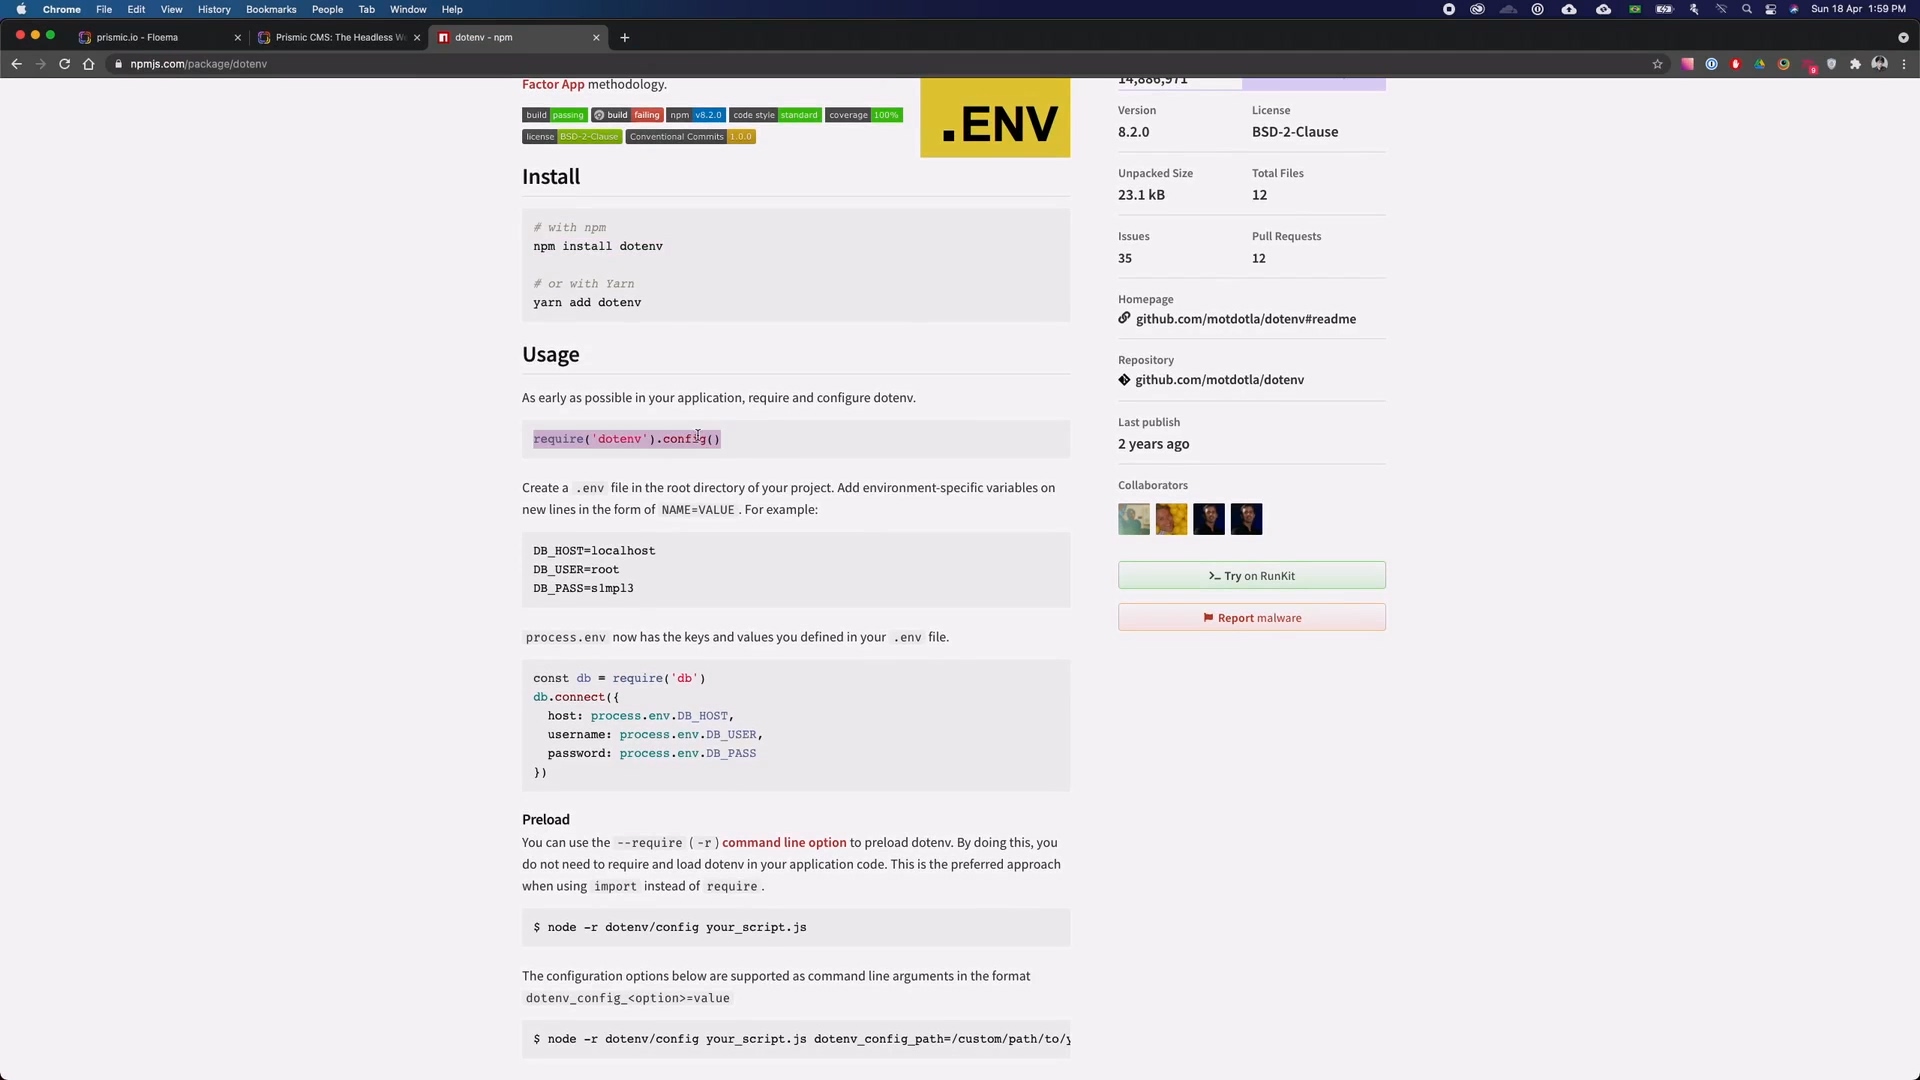 Chrome File Edit View History Bookmarks People Tab Window Help
Sun 18 Apr 1:59 PM
prismic.io - Floema
Prismic CMS: The Headless W
dotenv - npm
npmjs.com/package/dotenv
9
Factor App methodology.
build passing build failing npm v8.2.0 code style standard coverage 100%
license BSD-2-Clause Conventional Commits 1.0.0
.ENV
Install
# with npm
npm install dotenv
# or with Yarn
yarn add dotenv
Usage
As early as possible in your application, require and configure dotenv.
require('dotenv').config()
Create a .env file in the root directory of your project. Add environment-specific variables on
new lines in the form of NAME=VALUE. For example:
DB_HOST=localhost
DB_USER=root
DB_PASS=s1mpl3
process.env now has the keys and values you defined in your .env file.
const db = require('db')
db.connect({
  host: process.env.DB_HOST,
  username: process.env.DB_USER,
  password: process.env.DB_PASS
})
Preload
You can use the --require (-r) command line option to preload dotenv. By doing this, you
do not need to require and load dotenv in your application code. This is the preferred approach
when using import instead of require.
$ node -r dotenv/config your_script.js
The configuration options below are supported as command line arguments in the format
dotenv_config_<option>=value
$ node -r dotenv/config your_script.js dotenv_config_path=/custom/path/to/y
14,886,971
Version License
8.2.0 BSD-2-Clause
Unpacked Size Total Files
23.1 kB 12
Issues Pull Requests
35 12
Homepage
github.com/motdotla/dotenv#readme
Repository
github.com/motdotla/dotenv
Last publish
2 years ago
Collaborators
Try on RunKit
Report malware